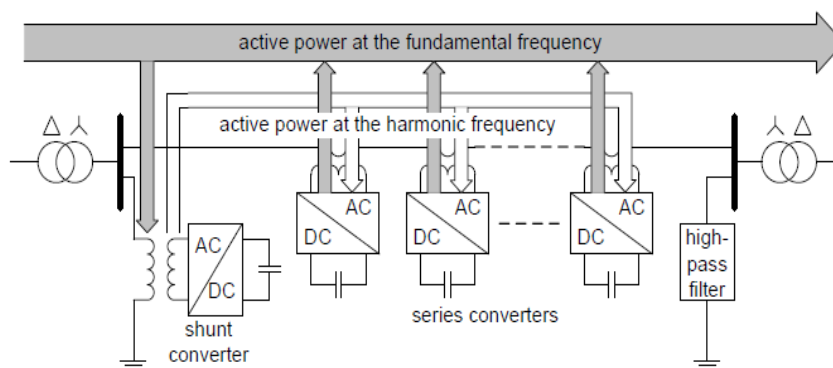 active power at the fundamental frequency
active power at the harmonic frequency
Δ
Δ
AC
DC
AC
DC
AC
DC
AC
DC
high-
pass
filter
series converters
shunt
converter